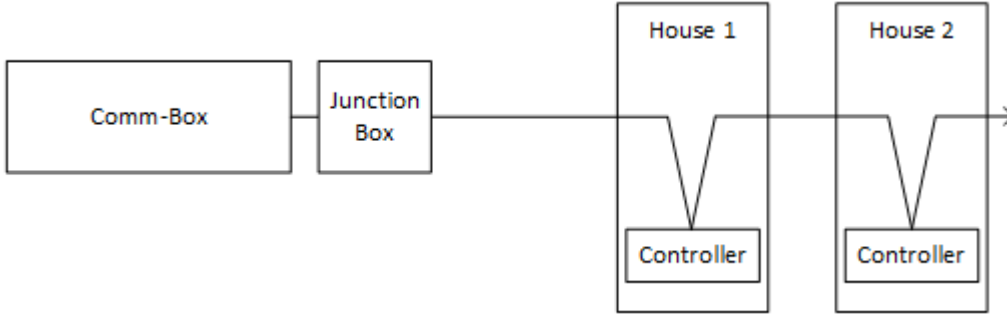 House 1
House 2
Comm-Box
Junction
Box
Controller
Controller